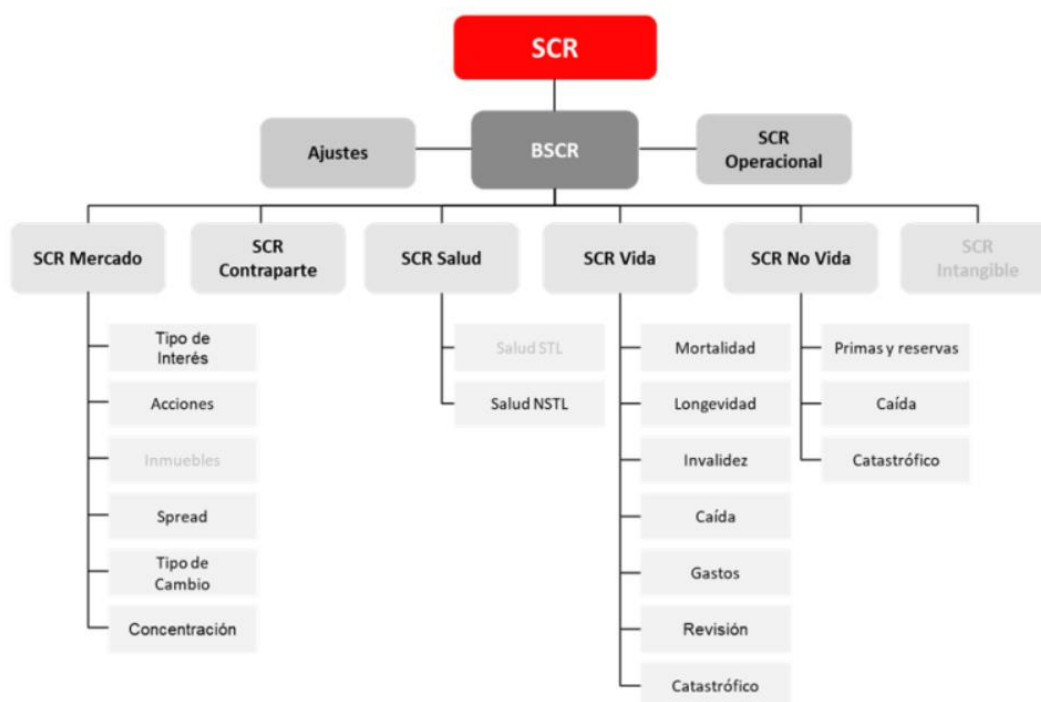 SCR
Ajustes
BSCR
SCR
Operacional
SCR Mercado
SCR
Contraparte
SCR Salud
SCR Vida
SCR No Vida
SCR
Intangible
Tipo de
Interés
Acciones
Inmuebles
Spread
Tipo de
Cambio
Concentración
Salud STL
Salud NSTL
Mortalidad
Longevidad
Invalidez
Caída
Gastos
Revisión
Catastrófico
Primas y reservas
Caída
Catastrófico